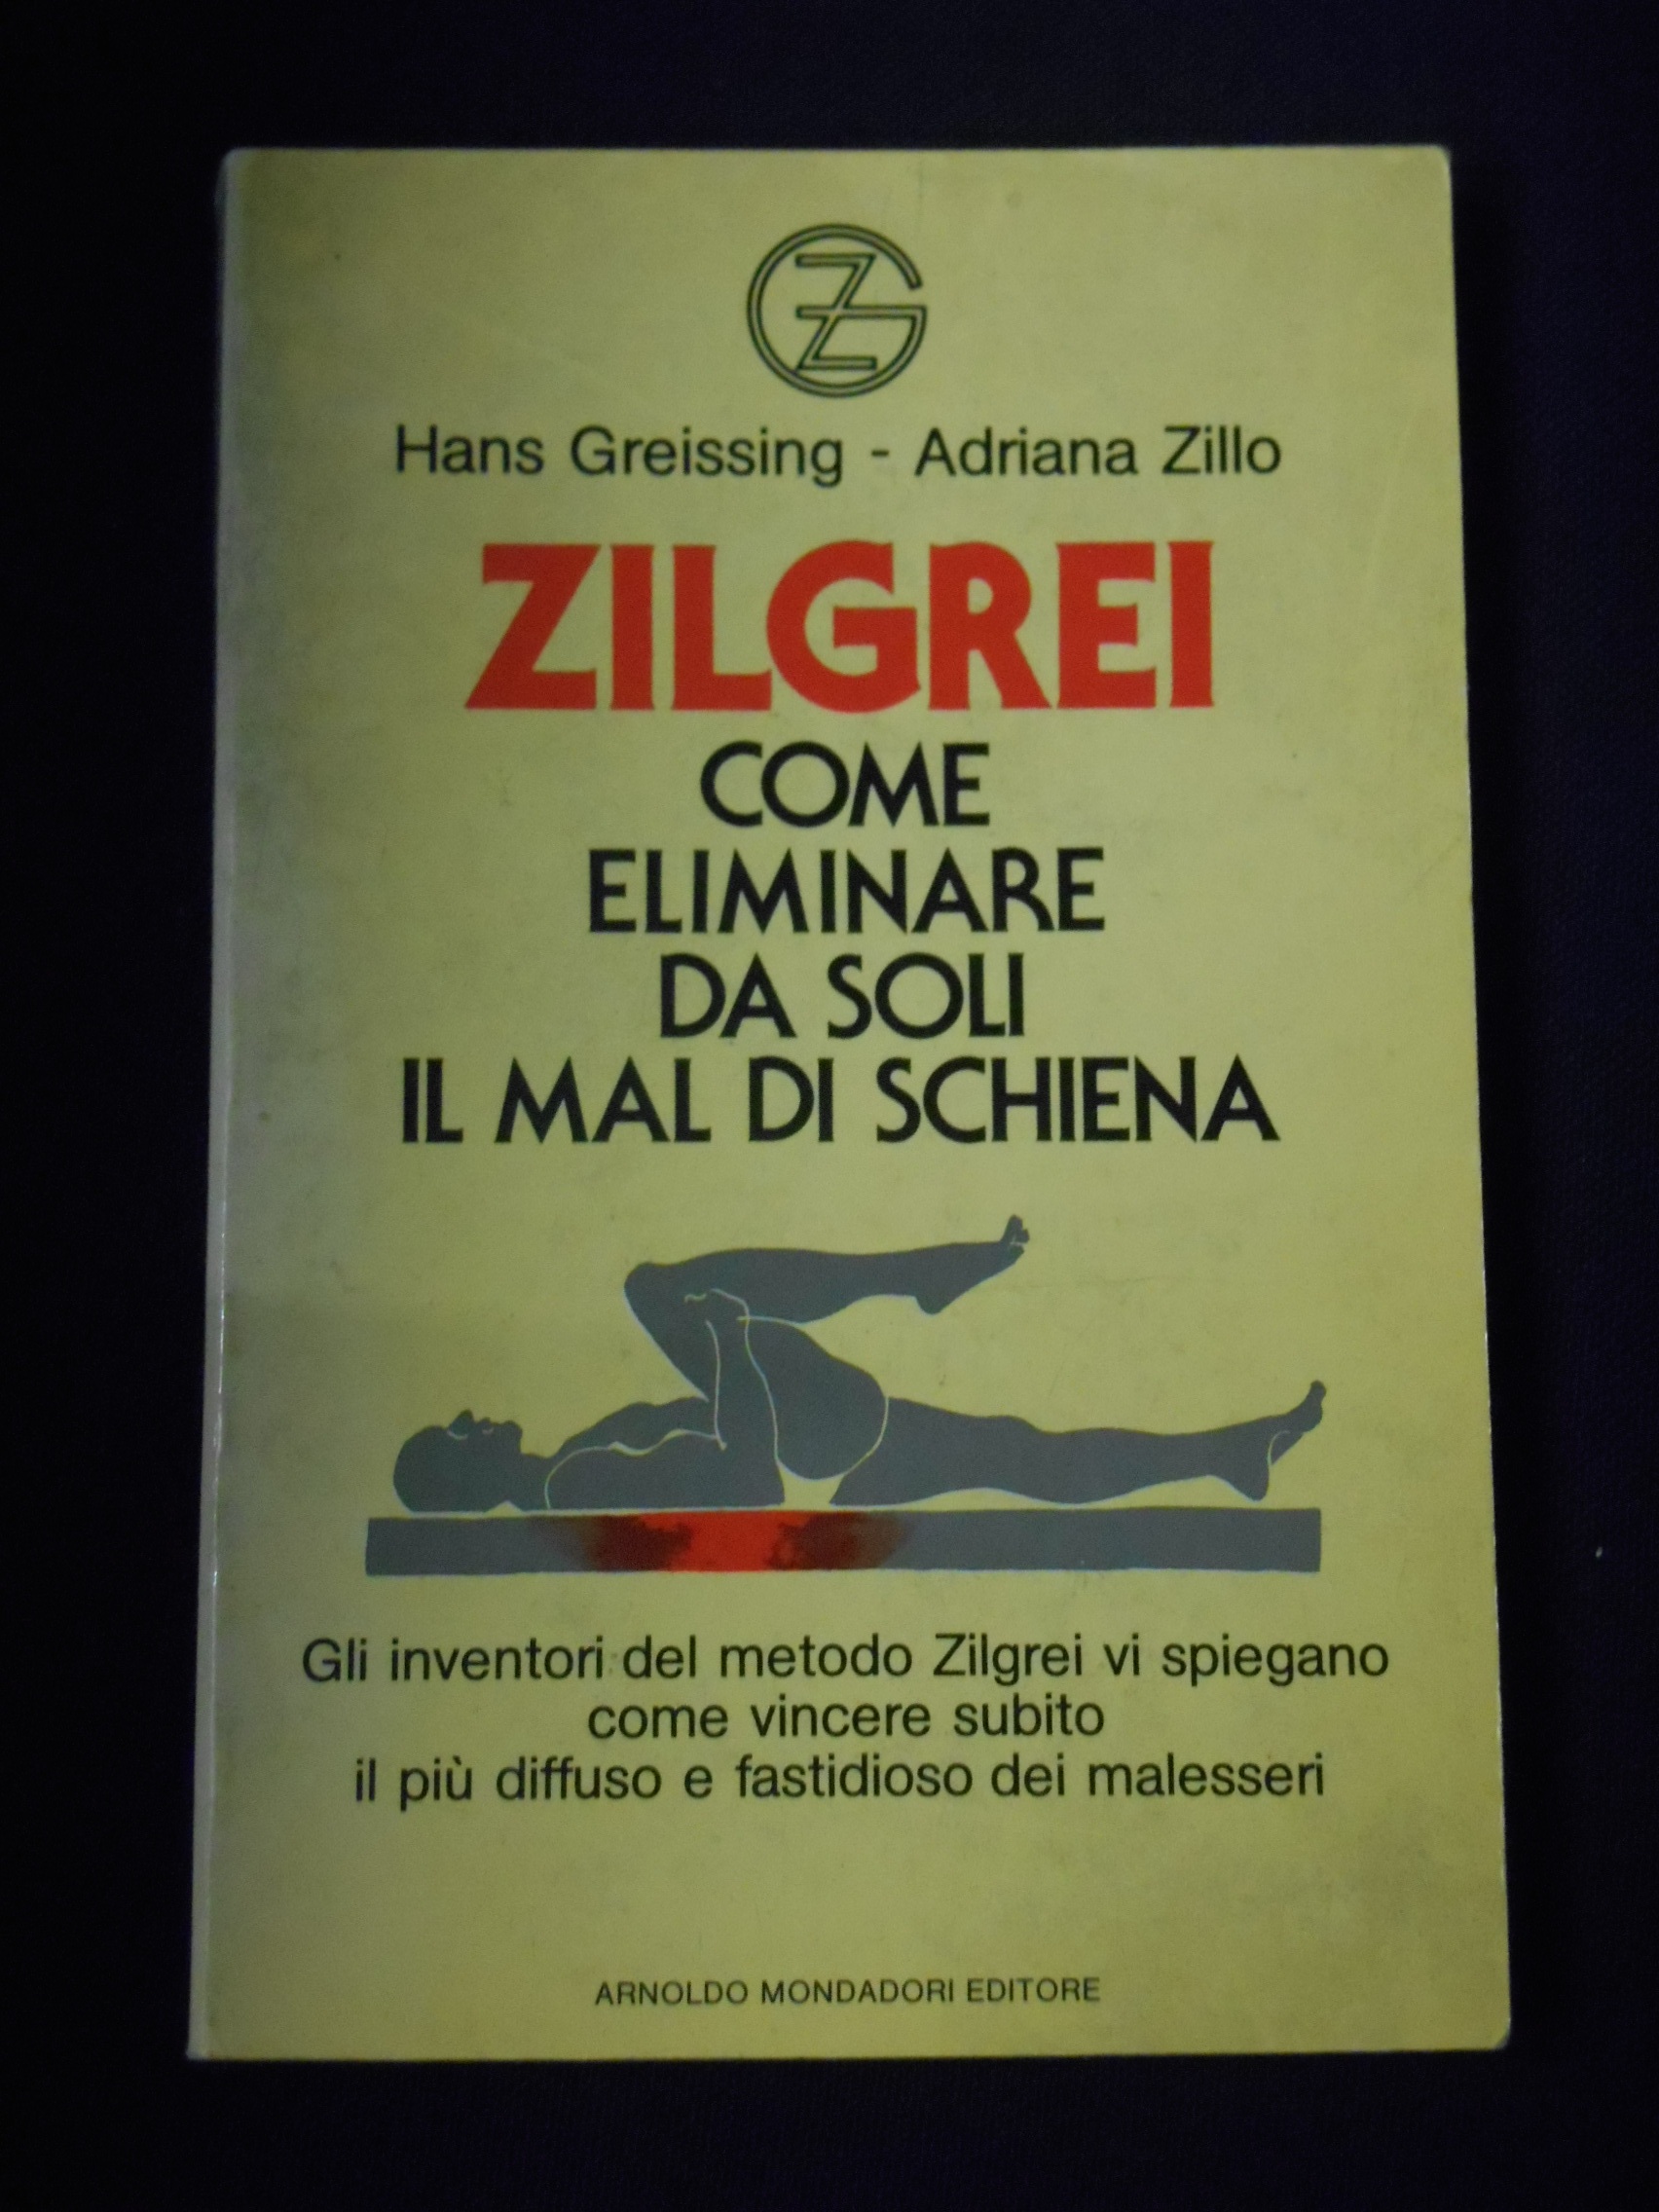 ZG
Hans Greissing - Adriana Zillo
ZILGREI
COME
ELIMINARE
DA SOLI
IL MAL DI SCHIENA
Gli inventori del metodo Zilgrei vi spiegano
come vincere subito
il più diffuso e fastidioso dei malesseri
ARNOLDO MONDADORI EDITORE